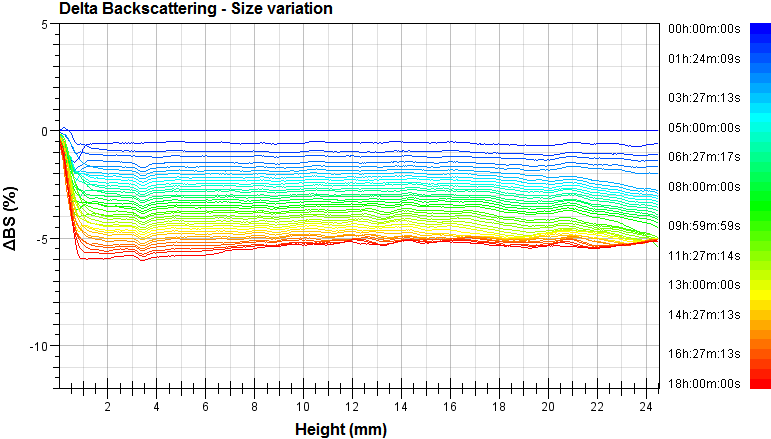 Delta Backscattering - Size variation
5
0
-5
-10
ΔBS (%)
2 4 6 8 10 12 14 16 18 20 22 24
Height (mm)
00h:00m:00s
01h:24m:09s
03h:27m:13s
05h:00m:00s
06h:27m:17s
08h:00m:00s
09h:59m:59s
11h:27m:14s
13h:00m:00s
14h:27m:13s
16h:27m:13s
18h:00m:00s